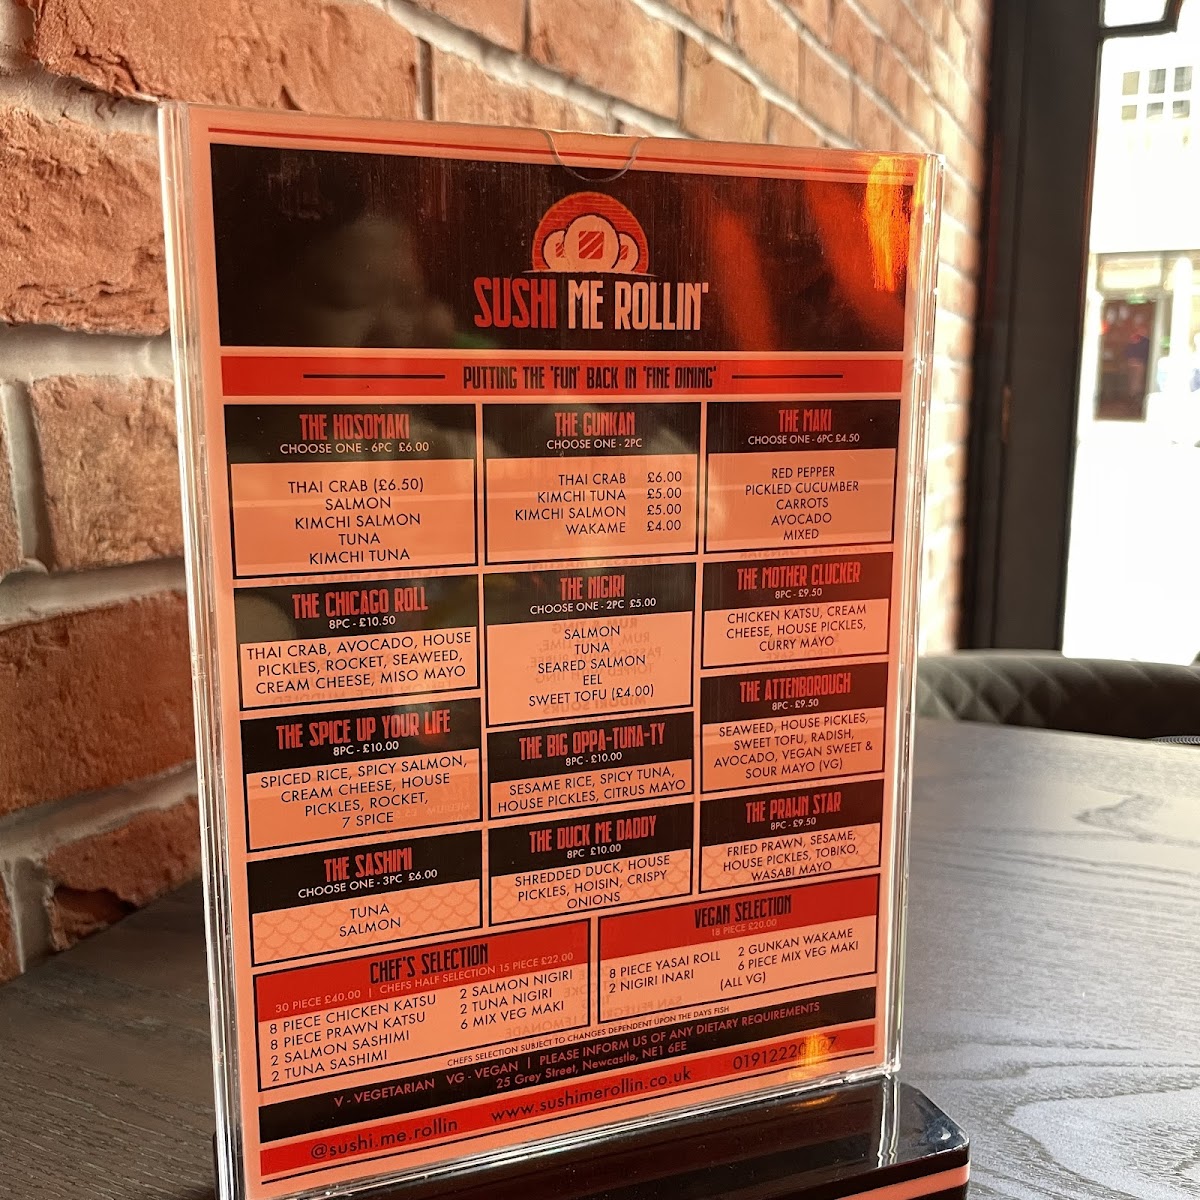 SUSHI ME ROLLIN'
PUTTING THE 'FUN' BACK IN 'FINE DINING'
THE HOSOMAKI
CHOOSE ONE - 6PC £6.00
THAI CRAB (£6.50)
SALMON
KIMCHI SALMON
TUNA
KIMCHI TUNA
THE GUNKAN
CHOOSE ONE - 2PC
THAI CRAB £6.00
KIMCHI TUNA £5.00
KIMCHI SALMON £5.00
WAKAME £4.00
THE MAKI
CHOOSE ONE - 6PC £4.50
RED PEPPER
PICKLED CUCUMBER
CARROTS
AVOCADO
MIXED
THE CHICAGO ROLL
8PC - £10.50
THAI CRAB, AVOCADO, HOUSE
PICKLES, ROCKET, SEAWEED,
CREAM CHEESE, MISO MAYO
THE NIGIRI
CHOOSE ONE - 2PC £5.00
SALMON
TUNA
SEARED SALMON
EEL
SWEET TOFU (£4.00)
THE MOTHER CLUCKER
8PC - £9.50
CHICKEN KATSU, CREAM
CHEESE, HOUSE PICKLES,
CURRY MAYO
THE SPICE UP YOUR LIFE
8PC - £10.00
SPICED RICE, SPICY SALMON,
CREAM CHEESE, HOUSE
PICKLES, ROCKET,
7 SPICE
THE BIG OPPA-TUNA-TY
8PC - £10.00
SESAME RICE, SPICY TUNA,
HOUSE PICKLES, CITRUS MAYO
THE ATTENBOROUGH
8PC - £9.50
SEAWEED, HOUSE PICKLES,
SWEET TOFU, RADISH,
AVOCADO, VEGAN SWEET &
SOUR MAYO (VG)
THE SASHIMI
CHOOSE ONE - 3PC £6.00
TUNA
SALMON
THE DUCK ME DADDY
8PC £10.00
SHREDDED DUCK, HOUSE
PICKLES, HOISIN, CRISPY
ONIONS
THE PRAWN STAR
8PC - £9.50
FRIED PRAWN, SESAME,
HOUSE PICKLES, TOBIKO,
WASABI MAYO
CHEF'S SELECTION
30 PIECE £40.00 | CHEFS HALF SELECTION 15 PIECE £22.00
8 PIECE CHICKEN KATSU
8 PIECE PRAWN KATSU
2 SALMON SASHIMI
2 TUNA SASHIMI
2 SALMON NIGIRI
2 TUNA NIGIRI
6 MIX VEG MAKI
VEGAN SELECTION
18 PIECE £20.00
8 PIECE YASAI ROLL
2 NIGIRI INARI
2 GUNKAN WAKAME
6 PIECE MIX VEG MAKI
(ALL VG)
CHEFS SELECTION SUBJECT TO CHANGES DEPENDENT UPON THE DAYS FISH
V - VEGETARIAN VG - VEGAN | PLEASE INFORM US OF ANY DIETARY REQUIREMENTS
25 Grey Street, Newcastle, NE1 6EE
@sushi.me.rollin www.sushimerollin.co.uk